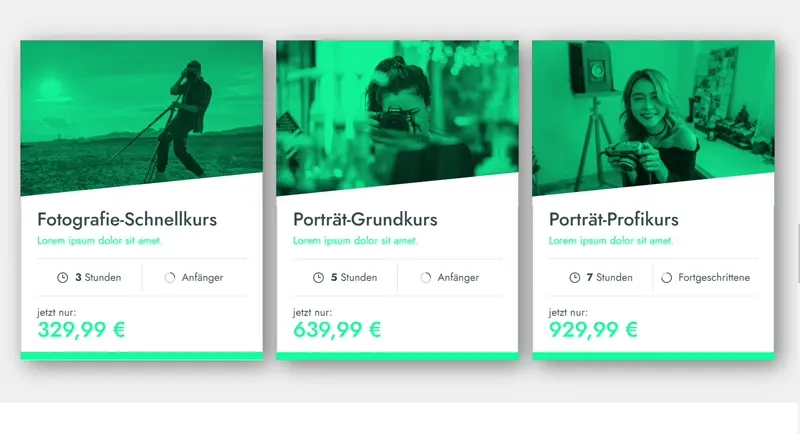 Fotografie-Schnellkurs
Lorem ipsum dolor sit amet.
3 Stunden
Anfänger
jetzt nur:
329,99 €
Porträt-Grundkurs
Lorem ipsum dolor sit amet.
5 Stunden
Anfänger
jetzt nur:
639,99 €
Porträt-Profikurs
Lorem ipsum dolor sit amet.
7 Stunden
Fortgeschrittene
jetzt nur:
929,99 €